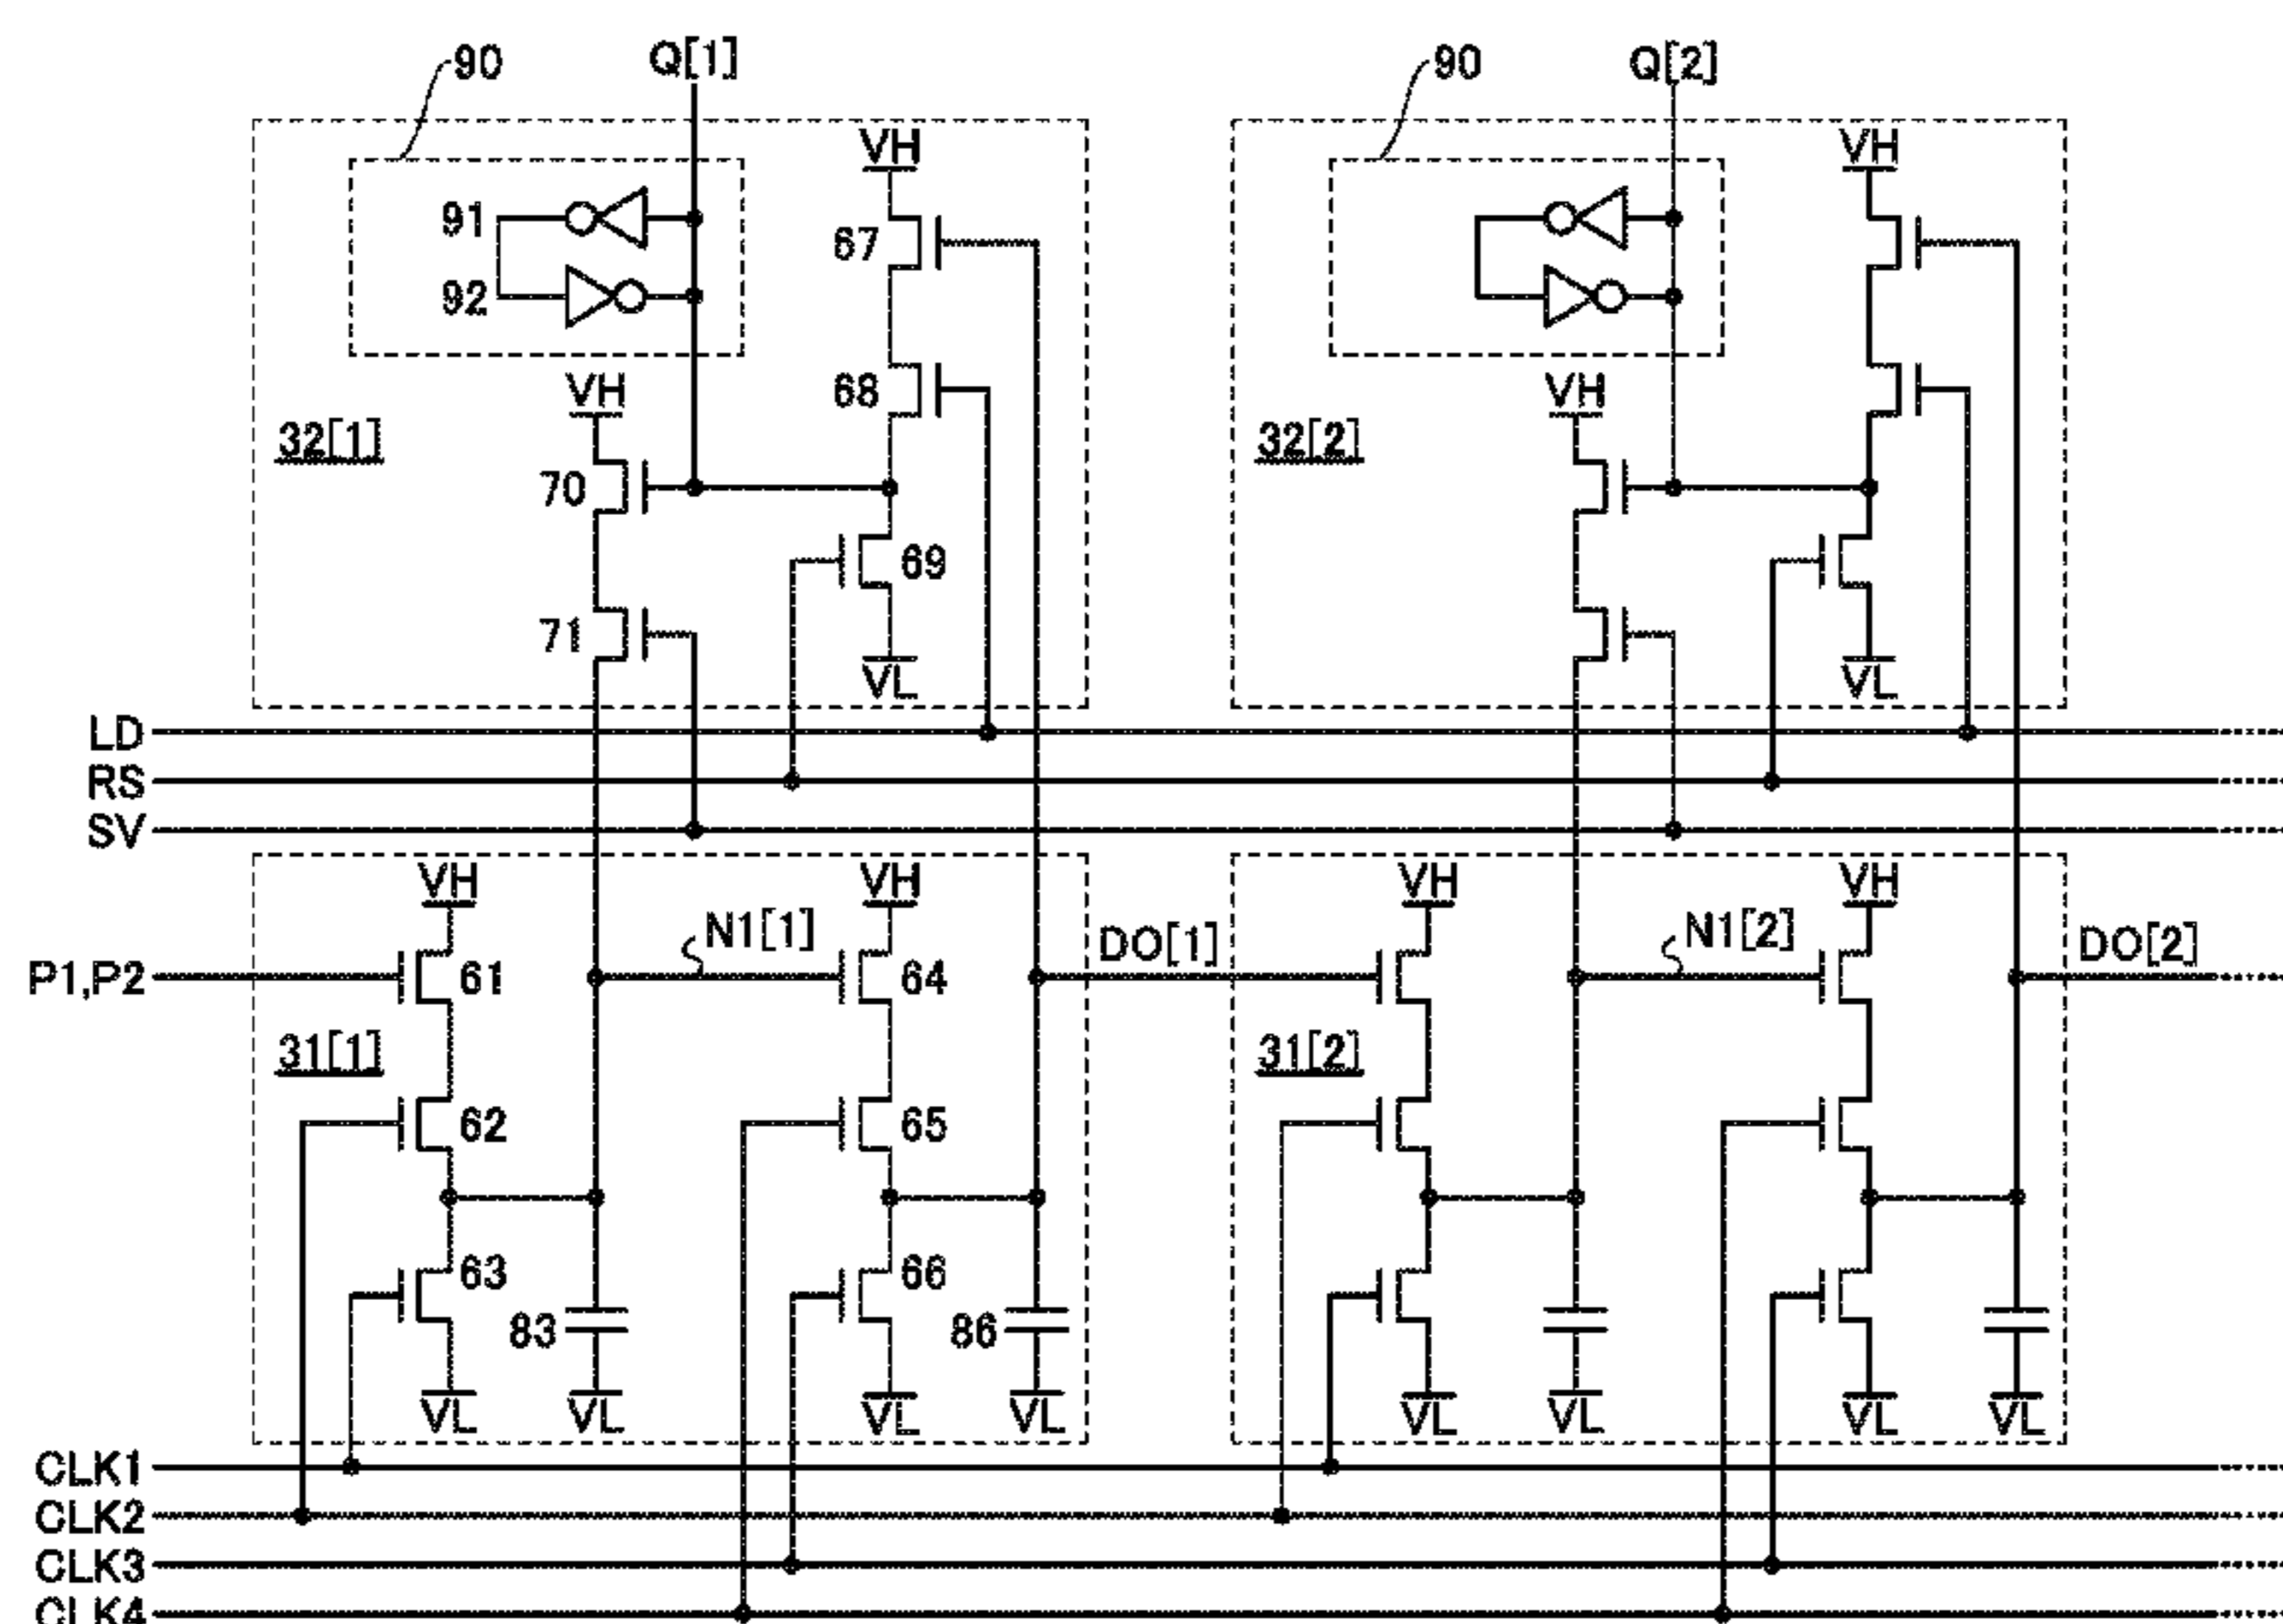 90
Q[1]
90
Q[2]
VH
VH
91
67
92
VH
68
VH
32[1]
32[2]
70
69
71
VL
VL
LD
RS
SV
VH
VH
VH
VH
N1[1]
DO[1]
N1[2]
DO[2]
P1,P2
61
64
31[1]
31[2]
62
65
63
66
83
86
VL
VL
VL
VL
VL
VL
VL
VL
CLK1
CLK2
CLK3
CLK4